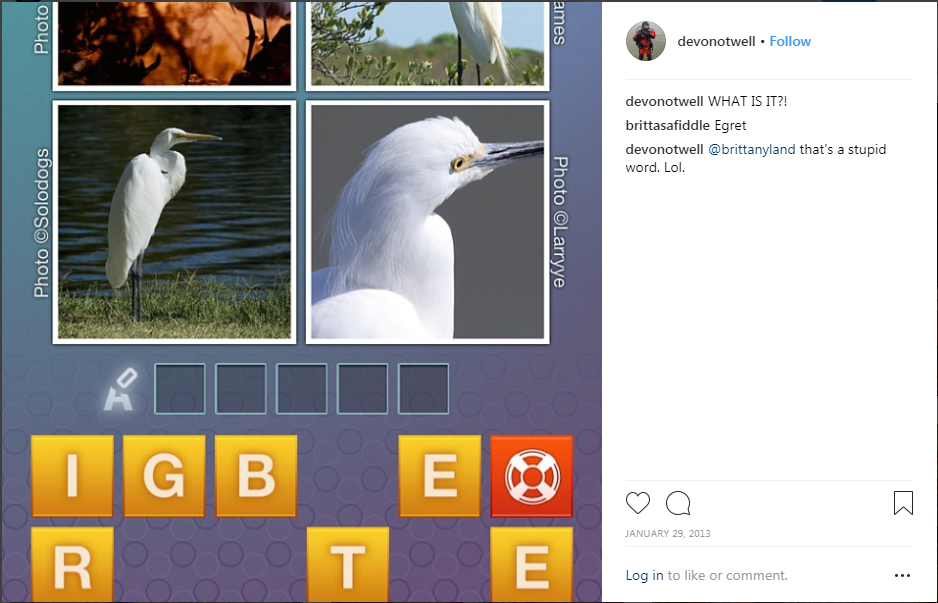 Photo
ames
Photo ©Solodogs
Photo ©Larryye
I G B E
R T E
devonotwell • Follow
devonotwell WHAT IS IT?!
brittasafiddle Egret
devonotwell @brittanyland that's a stupid
word. Lol.
JANUARY 29, 2013
Log in to like or comment.